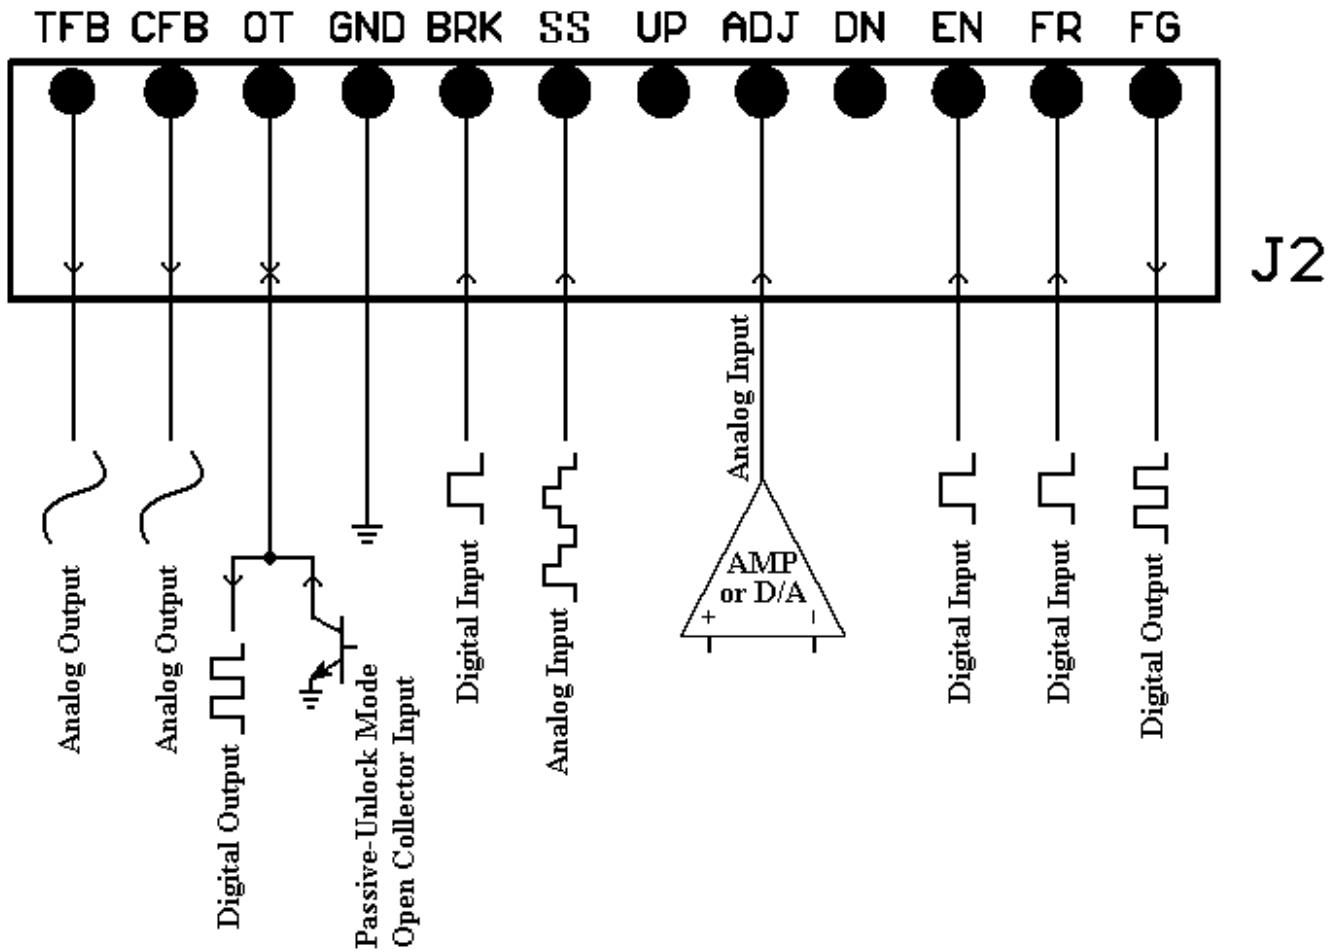 TFB CFB OT GND BRK SS UP ADJ DN EN FR FG
J2
Analog Output
Analog Output
Digital Output
Passive-Unlock Mode
Open Collector Input
Digital Input
Analog Input
Analog Input
AMP
or D/A
+ -
Digital Input
Digital Input
Digital Output